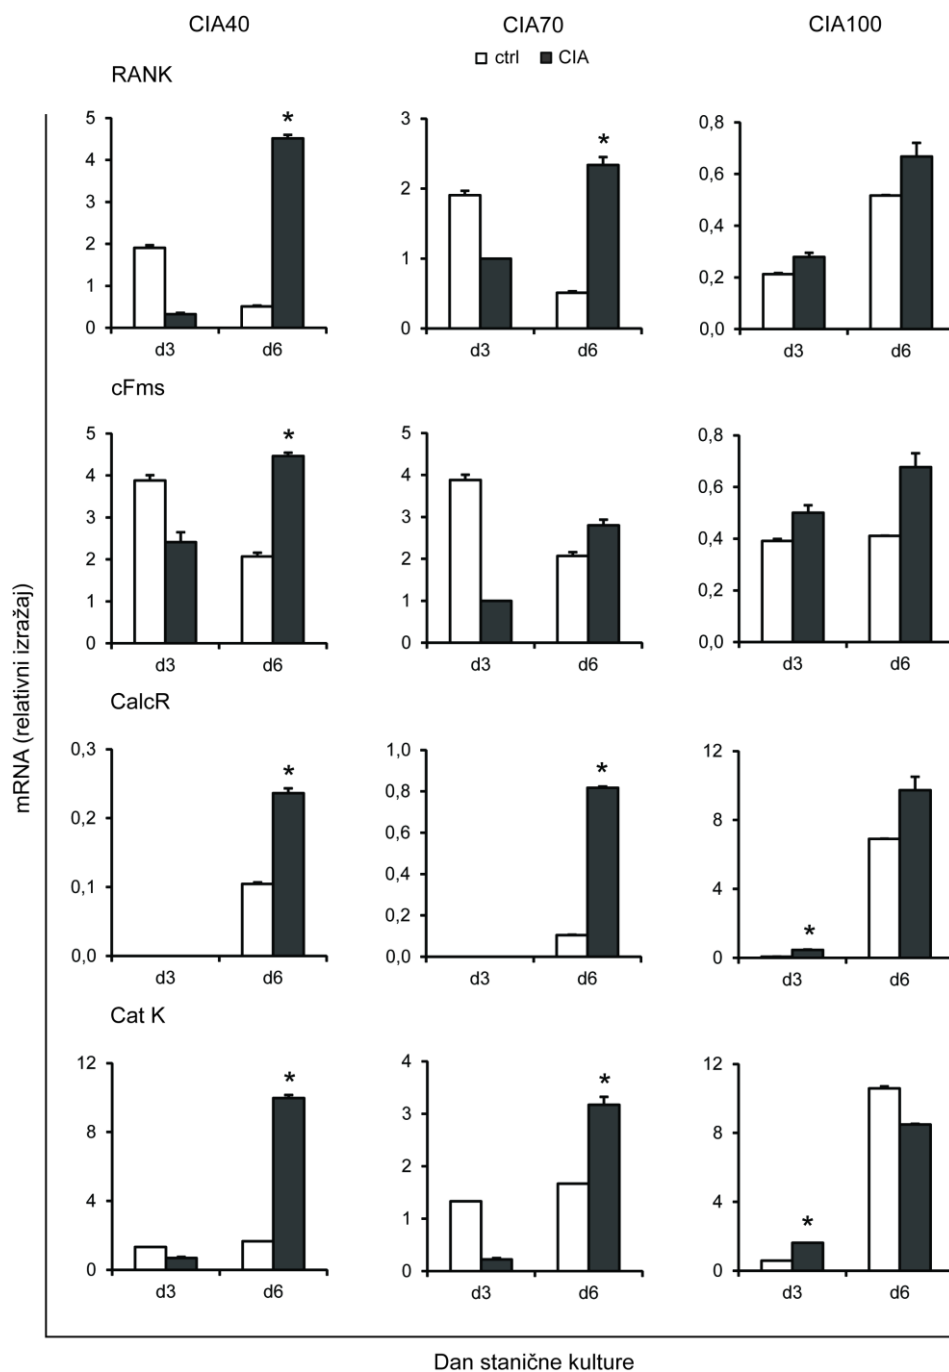 CIA40 CIA70 CIA100
ctrl CIA
RANK
5 4 3 2 1 0 * d3 d6
3 2 1 0 * d3 d6
0,8 0,6 0,4 0,2 0,0 d3 d6
cFms
5 4 3 2 1 0 * d3 d6
5 4 3 2 1 0 d3 d6
0,8 0,6 0,4 0,2 0,0 d3 d6
CalcR
0,3 0,2 0,1 0,0 * d3 d6
1,0 0,8 0,6 0,4 0,2 0,0 * d3 d6
12 8 4 0 * d3 d6
Cat K
12 8 4 0 * d3 d6
4 3 2 1 0 * d3 d6
12 8 4 0 * d3 d6
mRNA (relativni izražaj)
Dan stanične kulture